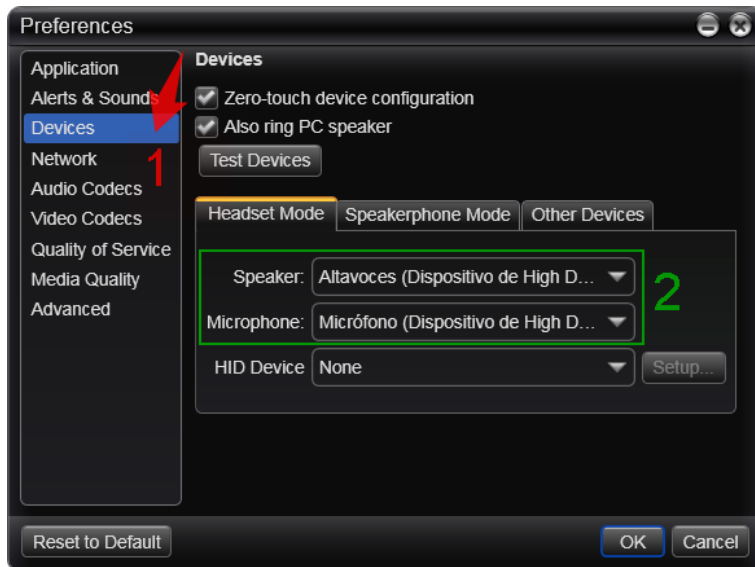 Preferences
Application
Alerts & Sounds
Devices
Network
Audio Codecs
Video Codecs
Quality of Service
Media Quality
Advanced
1
Devices
Zero-touch device configuration
Also ring PC speaker
Test Devices
Headset Mode Speakerphone Mode Other Devices
Speaker: Altavoces (Dispositivo de High D...
Microphone: Micrófono (Dispositivo de High D...
2
HID Device None Setup...
Reset to Default OK Cancel